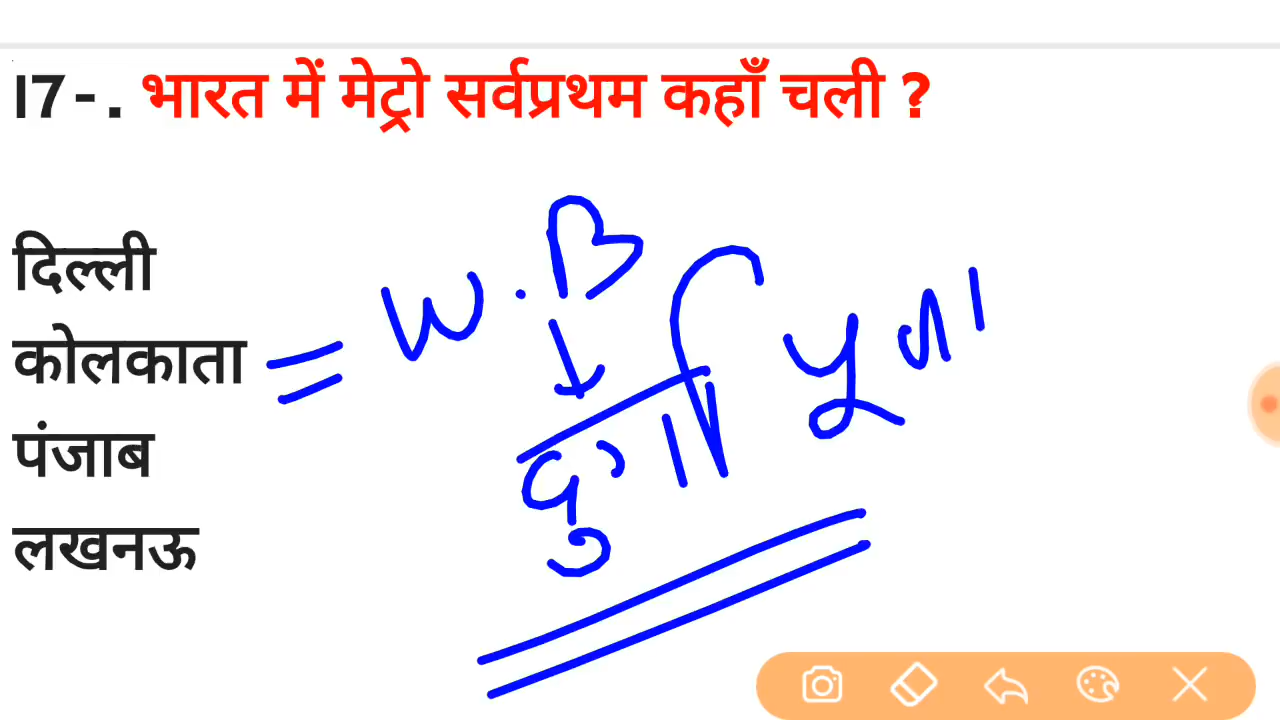 17-. भारत में मेट्रो सर्वप्रथम कहाँ चली ?
दिल्ली
कोलकाता = W.B
पंजाब
लखनऊ